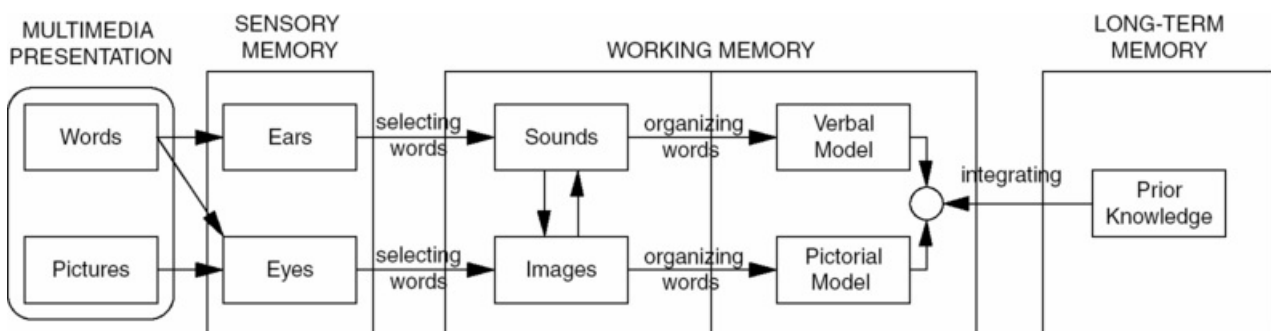 MULTIMEDIA
PRESENTATION
SENSORY
MEMORY
WORKING MEMORY
LONG-TERM
MEMORY
Words
Ears
selecting
words
Sounds
organizing
words
Verbal
Model
integrating
Prior
Knowledge
Pictures
Eyes
selecting
words
Images
organizing
words
Pictorial
Model